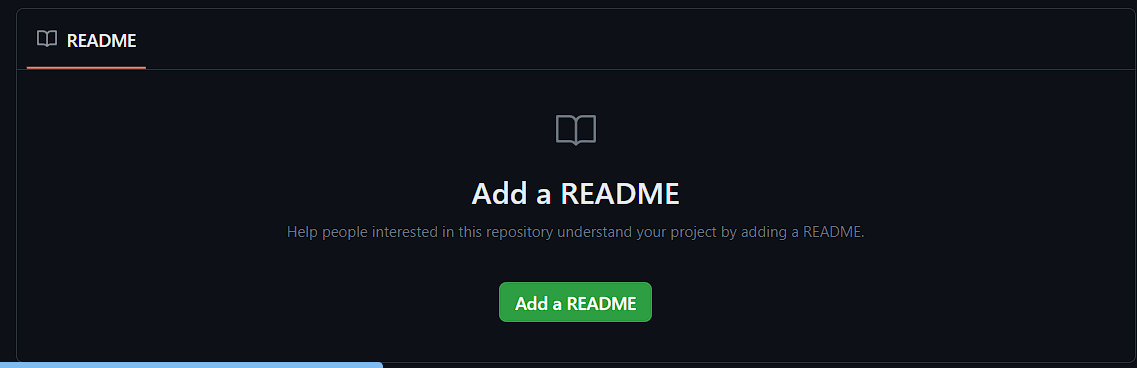 README
Add a README
Help people interested in this repository understand your project by adding a README.
Add a README